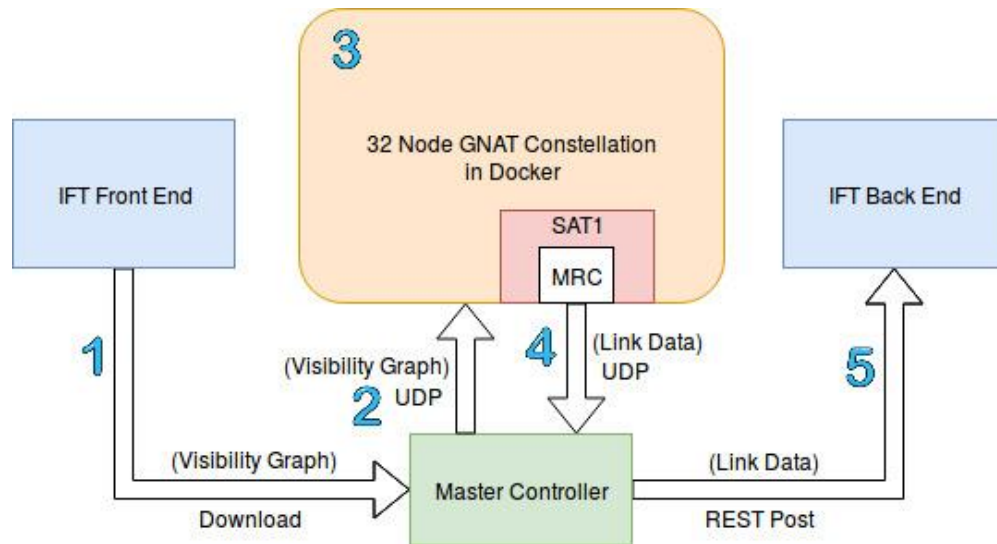 3
32 Node GNAT Constellation
in Docker
IFT Front End
IFT Back End
SAT1
MRC
1
(Visibility Graph)
2
UDP
4
(Link Data)
UDP
5
(Visibility Graph)
Download
Master Controller
(Link Data)
REST Post